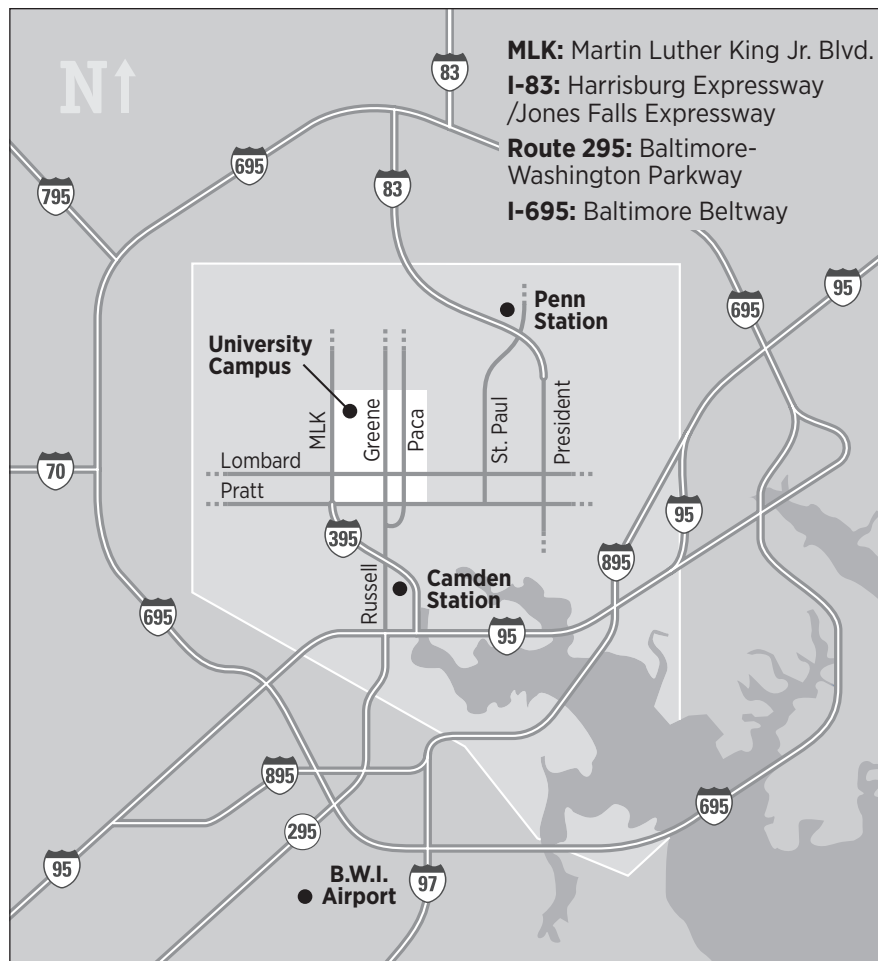 N
MLK: Martin Luther King Jr. Blvd.
I-83: Harrisburg Expressway
/Jones Falls Expressway
Route 295: Baltimore-
Washington Parkway
I-695: Baltimore Beltway
83
695
83
795
95
695
Penn
Station
University
Campus
MLK
Greene
Paca
St. Paul
President
Lombard
Pratt
70
95
395
895
Russell
Camden
Station
695
95
895
695
295
95
B.W.I.
Airport
97